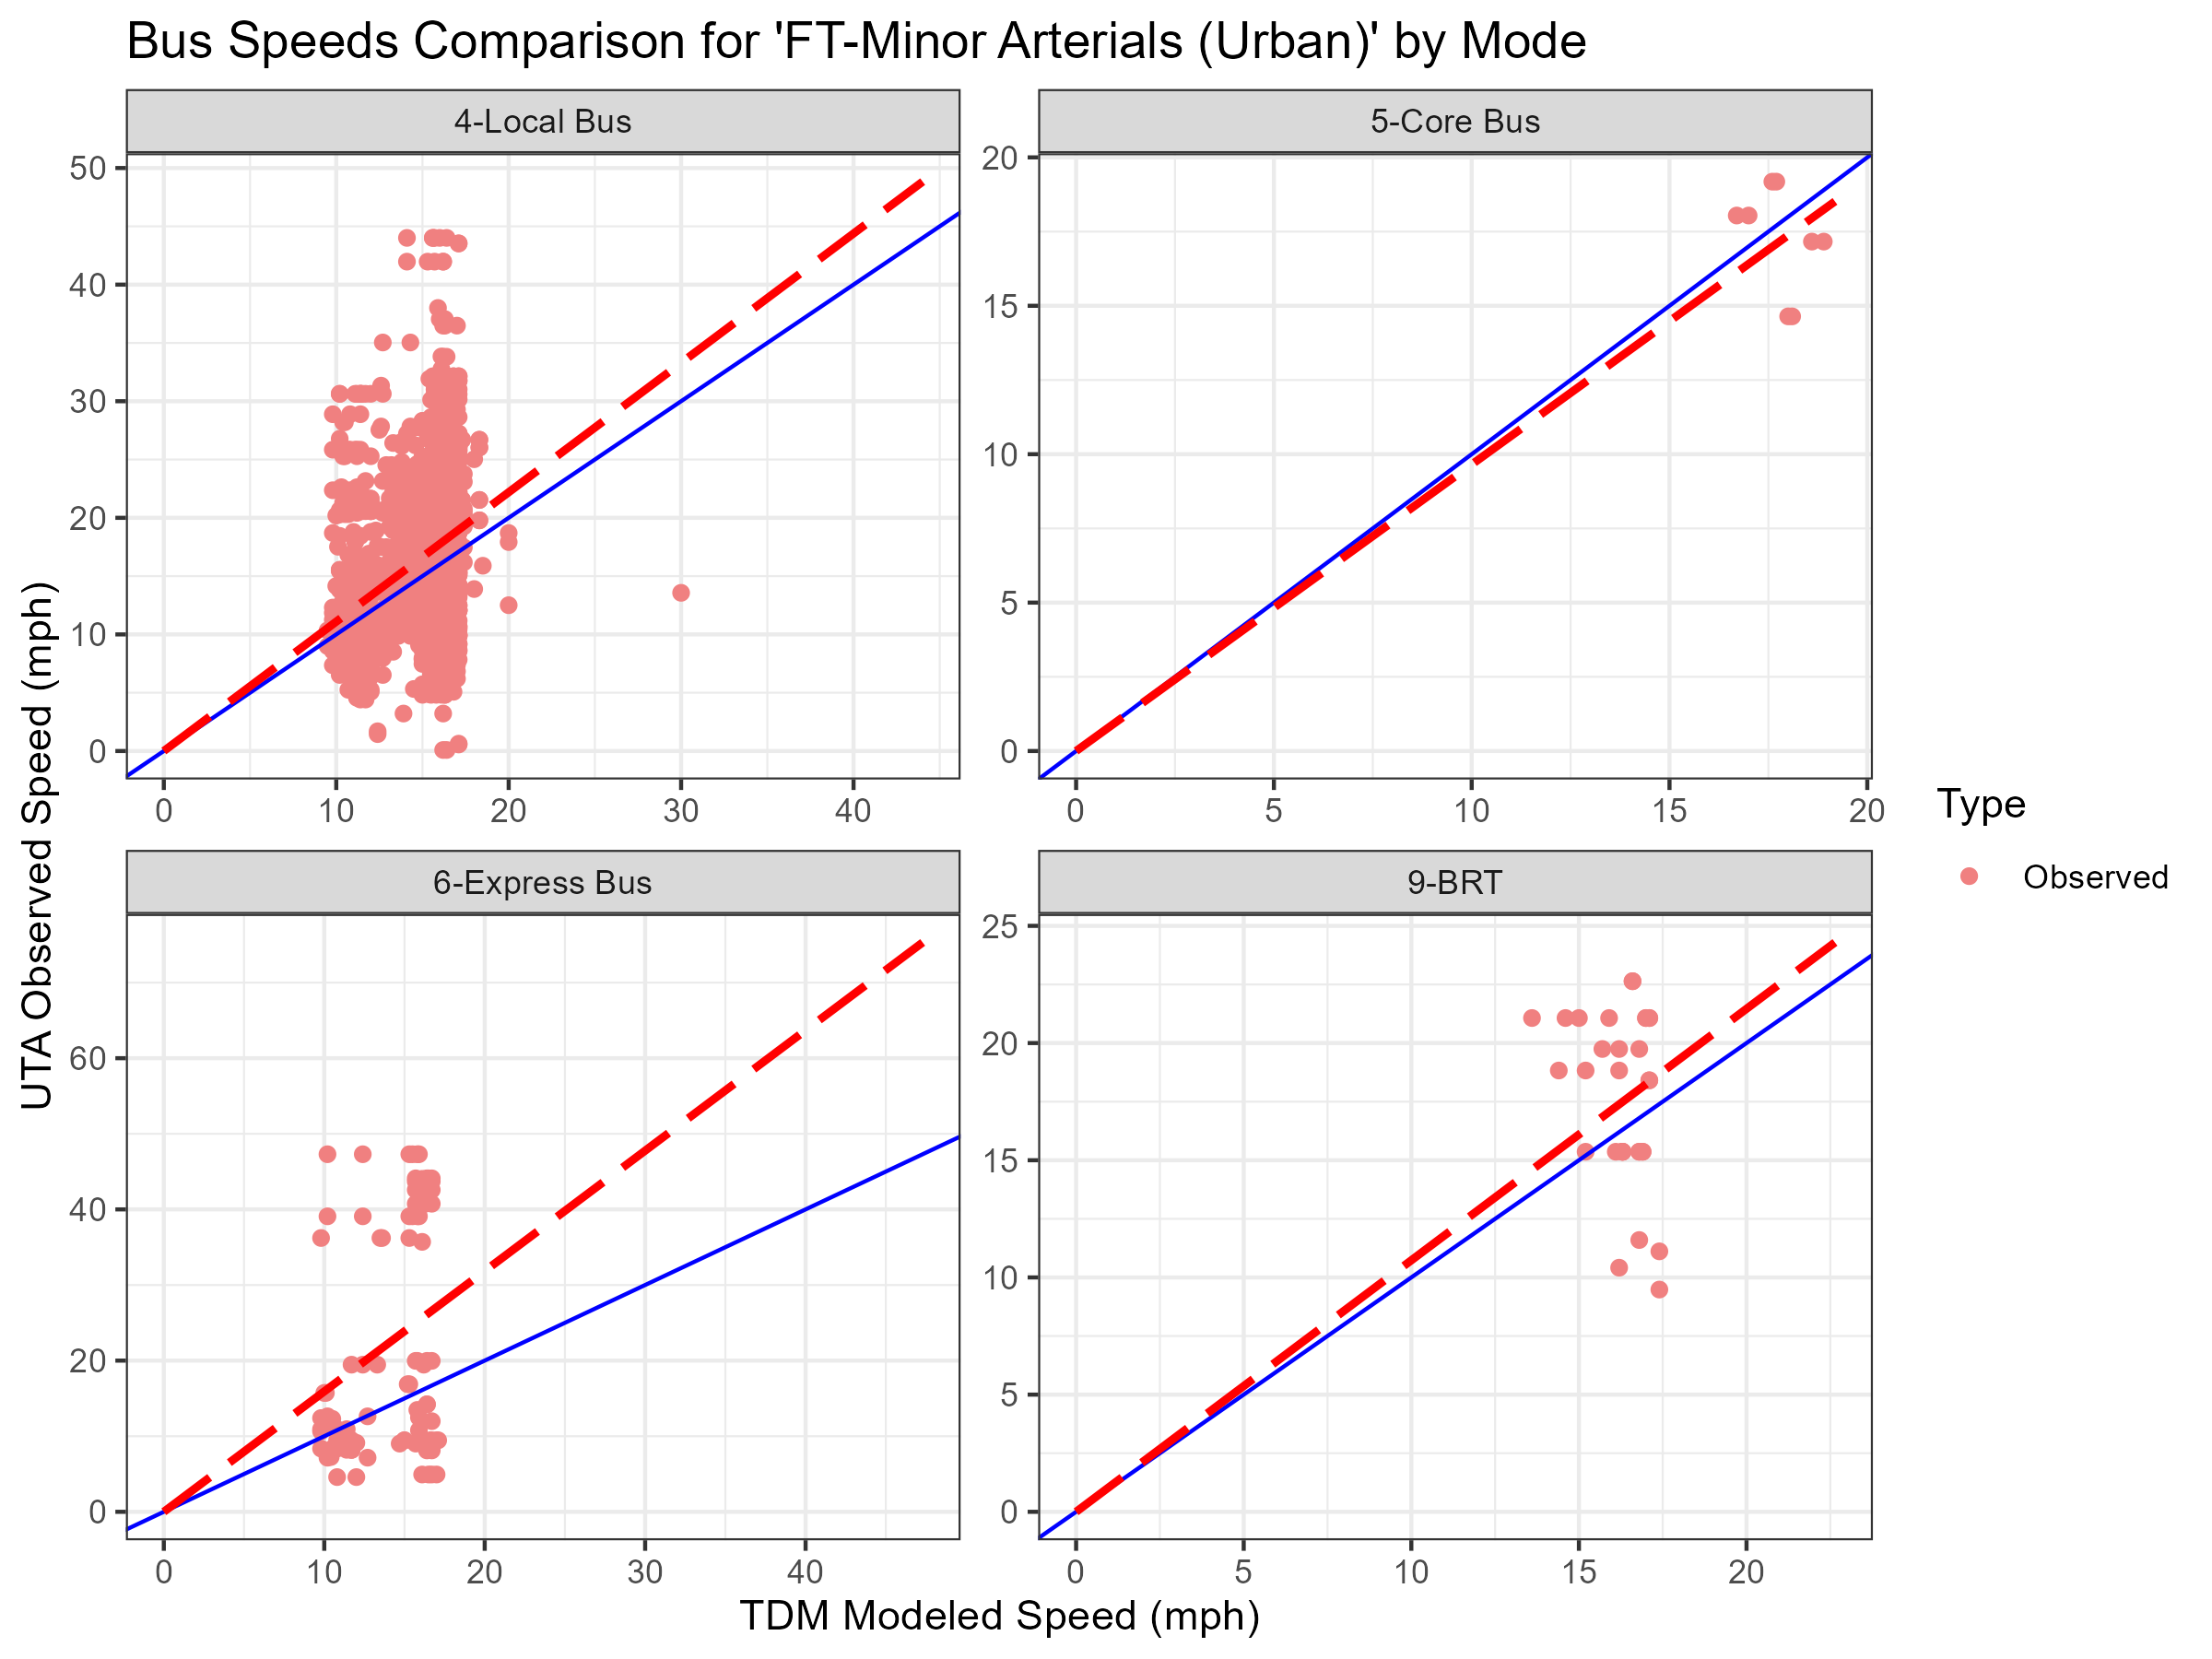 Bus Speeds Comparison for 'FT-Minor Arterials (Urban)' by Mode
4-Local Bus
5-Core Bus
50
40
30
20
10
0
0 10 20 30 40
20
15
10
5
0
0 5 10 15 20
6-Express Bus
9-BRT
60
40
20
0
0 10 20 30 40
25
20
15
10
5
0
0 5 10 15 20
UTA Observed Speed (mph)
TDM Modeled Speed (mph)
Type
Observed